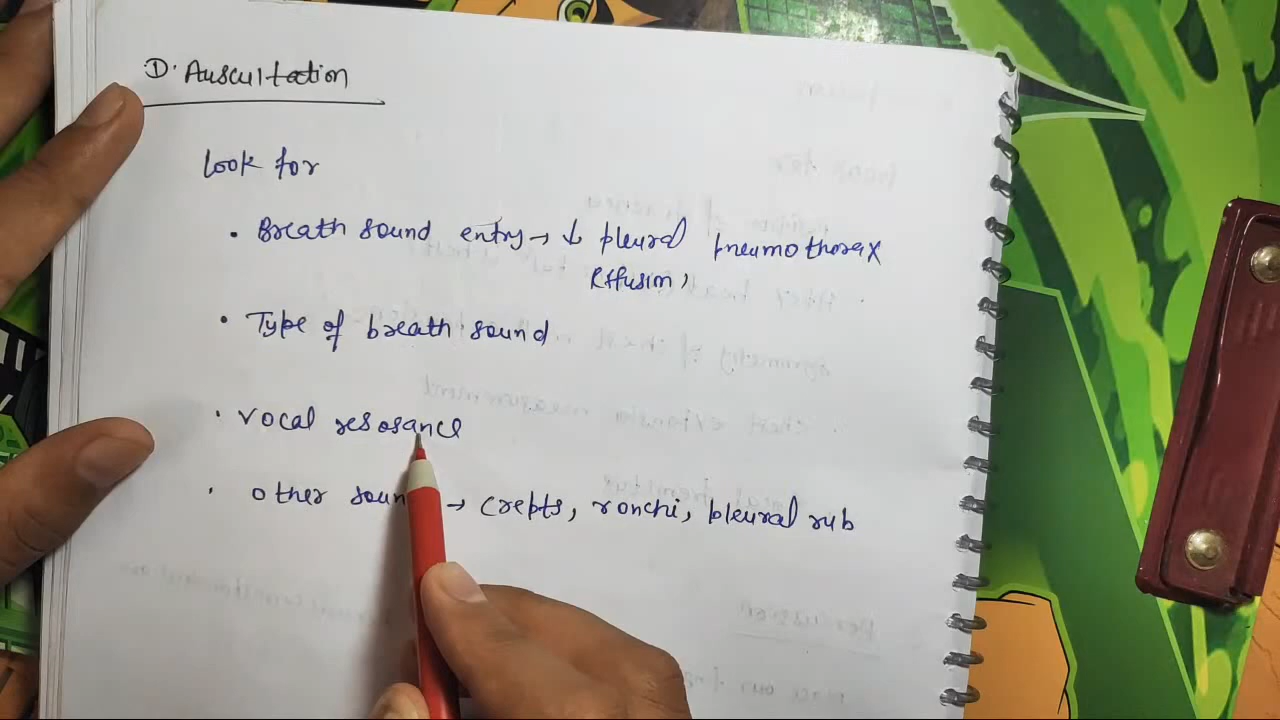 D. Auscultation
Look for
• Breath sound entry → ↓ pleural pneumothorax
Effusion,
• Type of breath sound
• Vocal resosance
• Other soun → crepts, ronchi, pleural rub